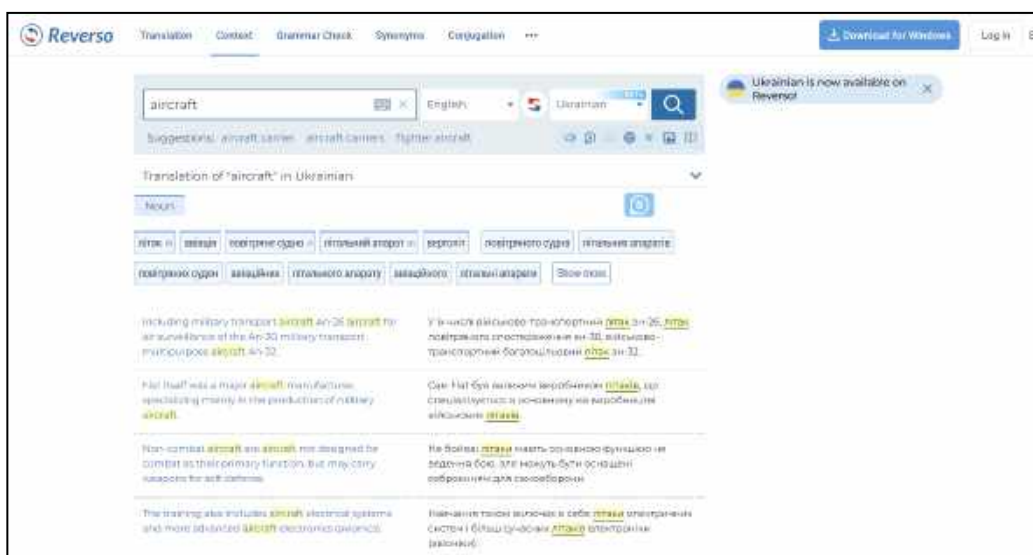 Reverso
Translation Context Grammar Check Synonyms Conjugation •••
Download for Windows
Log in
aircraft
English
Ukrainian
Suggestions: aircraft carrier aircraft carriers fighter aircraft
Ukrainian is now available on
Reverso!
Translation of "aircraft" in Ukrainian
Noun
літак авіація повітряне судно літальний апарат вертоліт повітряного судна літальних апаратів
повітряних суден авіаційних літального апарату авіаційного літальні апарати Show more
Including military transport aircraft An-26 aircraft for
air surveillance of the An-30 military transport
multipurpose aircraft An-32.
У їх числі військово-транспортний літак ан-26, літак
повітряного спостереження ан-30, військово-
транспортний багатоцільовий літак ан-32.
Fiat itself was a major aircraft manufacturer,
specializing mainly in the production of military
aircraft.
Сам Fiat був великим виробником літаків, що
спеціалізується в основному на виробництві
військових літаків.
Non-combat aircraft are aircraft not designed for
combat as their primary function, but may carry
weapons for self-defense.
Не бойові літаки мають основною функцією не
ведення бою, але можуть бути оснащені
озброєнням для самооборони.
The training also includes aircraft electrical systems
and more advanced aircraft electronics (avionics).
Навчання також включає в себе літаки електричних
систем і більш сучасних літаків електроніки
(авіоніки).